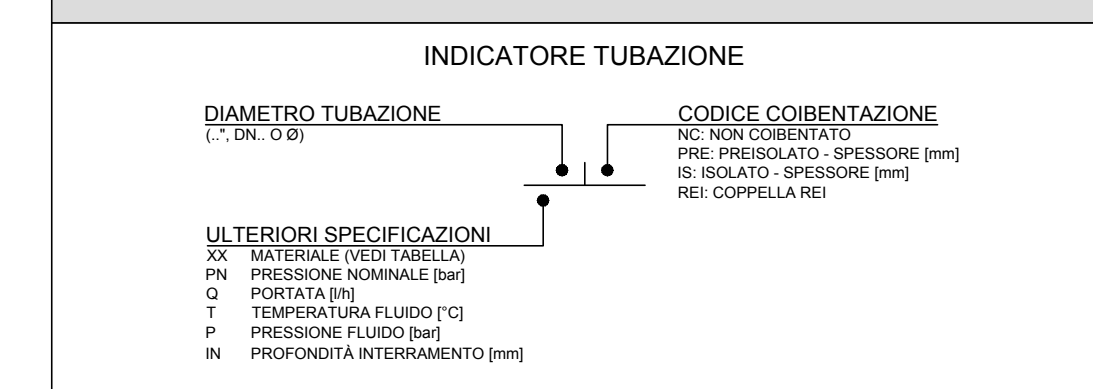 INDICATORE TUBAZIONE
DIAMETRO TUBAZIONE
(..", DN.. O Ø)
CODICE COIBENTAZIONE
NC: NON COIBENTATO
PRE: PREISOLATO - SPESSORE [mm]
IS: ISOLATO - SPESSORE [mm]
REI: COPPELLA REI
ULTERIORI SPECIFICAZIONI
XX MATERIALE (VEDI TABELLA)
PN PRESSIONE NOMINALE [bar]
Q PORTATA [l/h]
T TEMPERATURA FLUIDO [°C]
P PRESSIONE FLUIDO [bar]
IN PROFONDITÀ INTERRAMENTO [mm]